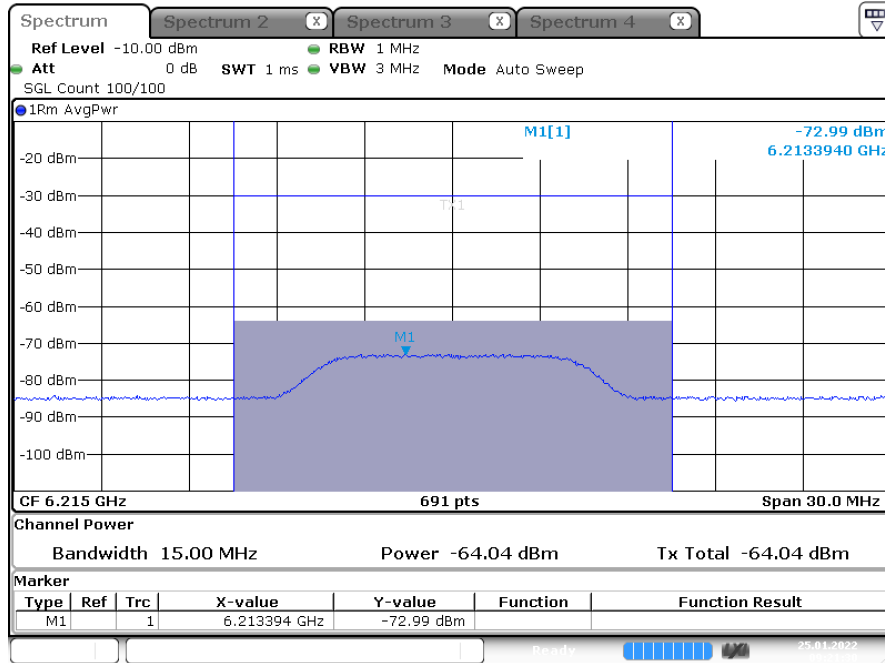 Spectrum Spectrum 2 X Spectrum 3 X Spectrum 4 X
Ref Level -10.00 dBm RBW 1 MHz
Att 0 dB SWT 1 ms VBW 3 MHz Mode Auto Sweep
SGL Count 100/100
1Rm AvgPwr
M1[1] -72.99 dBm
6.2133940 GHz
-20 dBm
-30 dBm
Tx1
-40 dBm
-50 dBm
-60 dBm
M1
-70 dBm
-80 dBm
-90 dBm
-100 dBm
CF 6.215 GHz 691 pts Span 30.0 MHz
Channel Power
Bandwidth 15.00 MHz Power -64.04 dBm Tx Total -64.04 dBm
Marker
Type Ref Trc X-value Y-value Function Function Result
M1 1 6.213394 GHz -72.99 dBm
Ready 25.01.2022